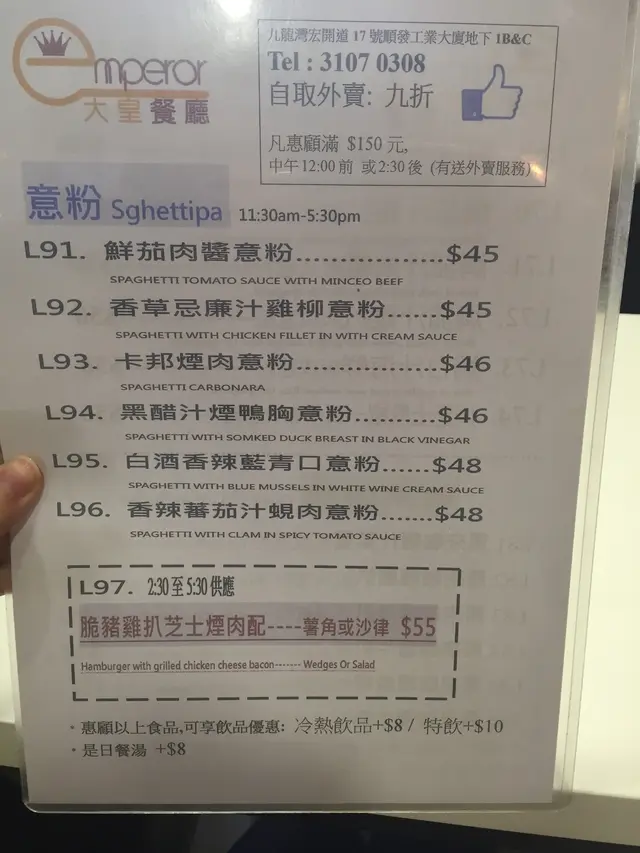 emperor
大皇餐廳
九龍灣宏開道 17 號順發工業大廈地下 1B&C
Tel : 3107 0308
自取外賣: 九折
凡惠顧滿 $150 元,
中午12:00前 或2:30後 (有送外賣服務)
意粉 Sghettipa 11:30am-5:30pm
L91. 鮮茄肉醬意粉................$45
SPAGHETTI TOMATO SAUCE WITH MINCEO BEEF
L92. 香草忌廉汁雞柳意粉......$45
SPAGHETTI WITH CHICKEN FILLET IN WITH CREAM SAUCE
L93. 卡邦煙肉意粉................$46
SPAGHETTI CARBONARA
L94. 黑醋汁煙鴨胸意粉..........$46
SPAGHETTI WITH SOMKED DUCK BREAST IN BLACK VINEGAR
L95. 白酒香辣藍青口意粉......$48
SPAGHETTI WITH BLUE MUSSELS IN WHITE WINE CREAM SAUCE
L96. 香辣蕃茄汁蜆肉意粉.......$48
SPAGHETTI WITH CLAM IN SPICY TOMATO SAUCE
L97. 2:30至5:30供應
脆豬雞扒芝士煙肉配----薯角或沙律 $55
Hamburger with grilled chicken cheese bacon------- Wedges Or Salad
· 惠顧以上食品,可享飲品優惠: 冷熱飲品+$8 / 特飲+$10
· 是日餐湯 +$8